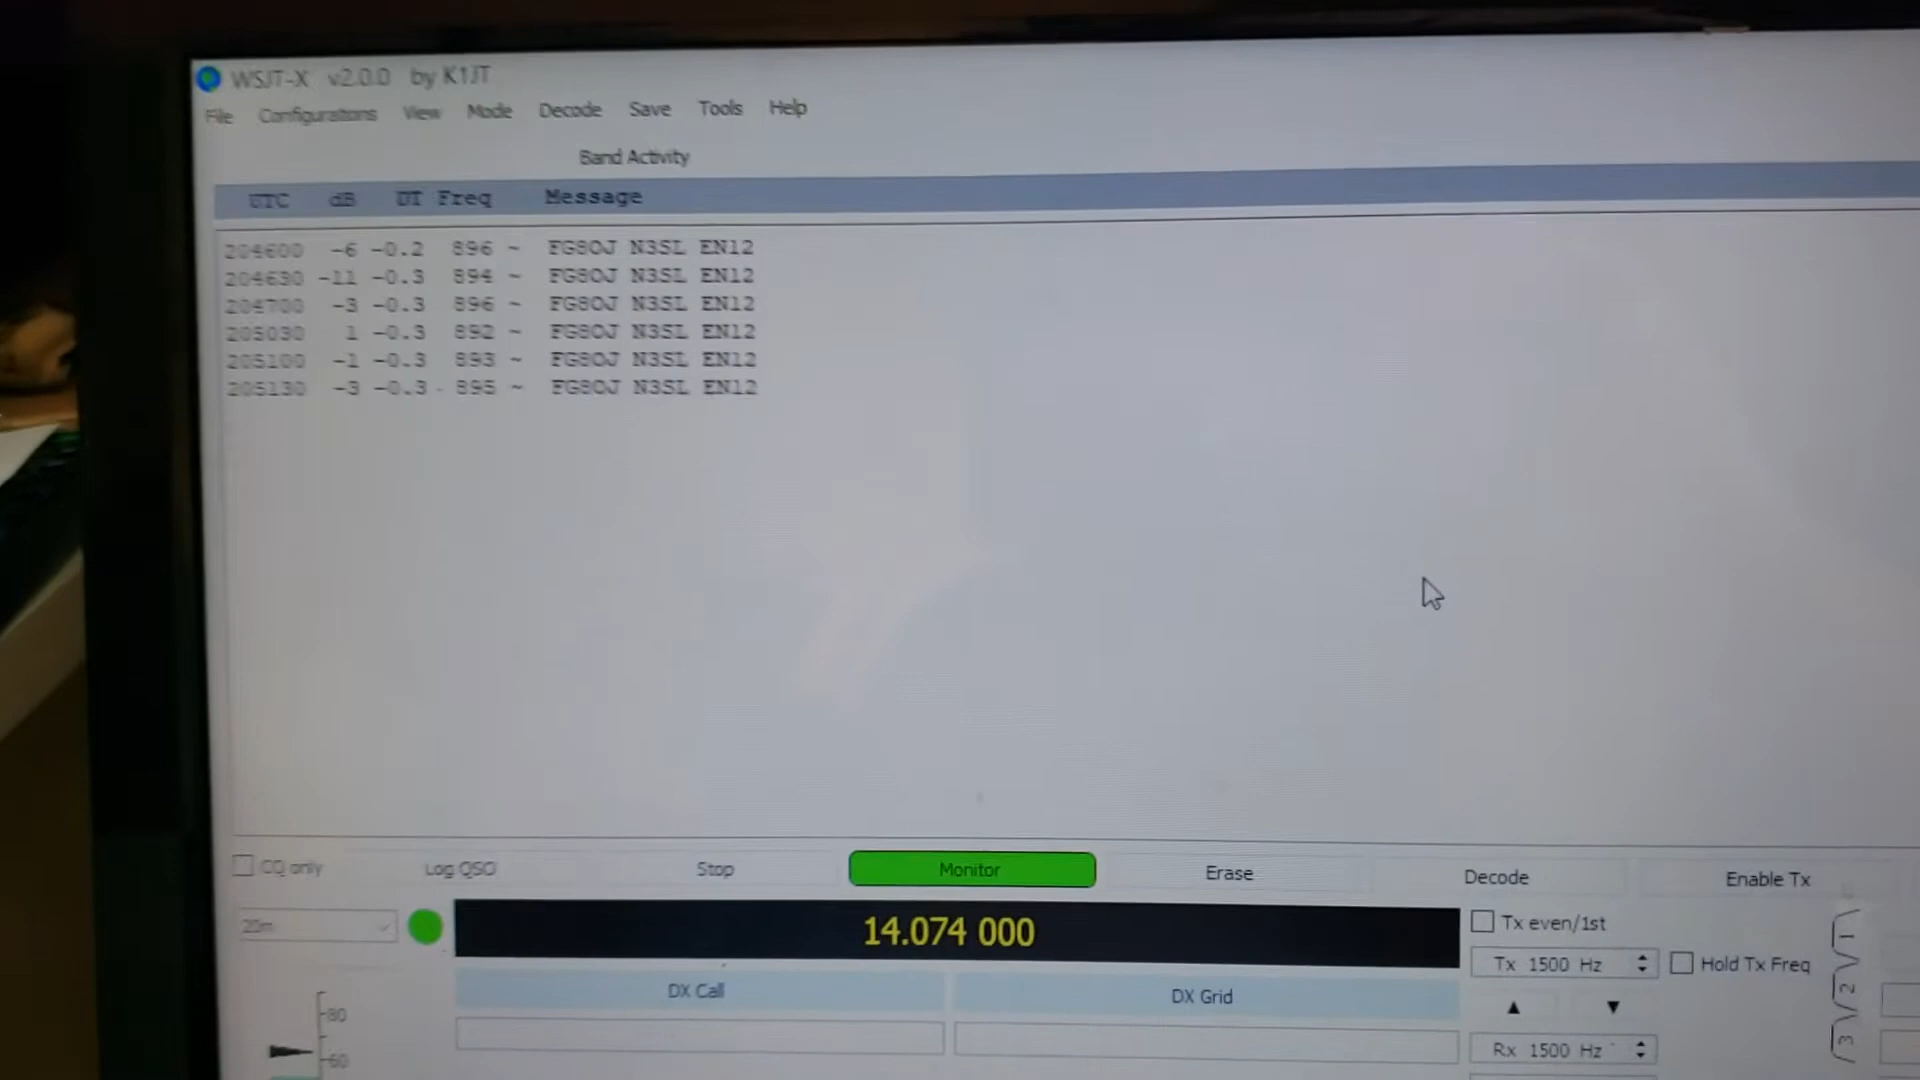 WSJT-X v2.0.0 by K1JT
File Configurations View Mode Decode Save Tools Help
Band Activity
UTC dB DT Freq Message
204600 -6 -0.2 896 ~ FG8OJ N3SL EN12
204630 -11 -0.3 894 ~ FG8OJ N3SL EN12
204700 -3 -0.3 896 ~ FG8OJ N3SL EN12
205030 1 -0.3 892 ~ FG8OJ N3SL EN12
205100 -1 -0.3 893 ~ FG8OJ N3SL EN12
205130 -3 -0.3 895 ~ FG8OJ N3SL EN12
CQ only Log QSO Stop Monitor Erase Decode Enable Tx
20m 14.074 000 Tx even/1st
Tx 1500 Hz Hold Tx Freq
DX Call DX Grid
Rx 1500 Hz
80
60
1
2
3